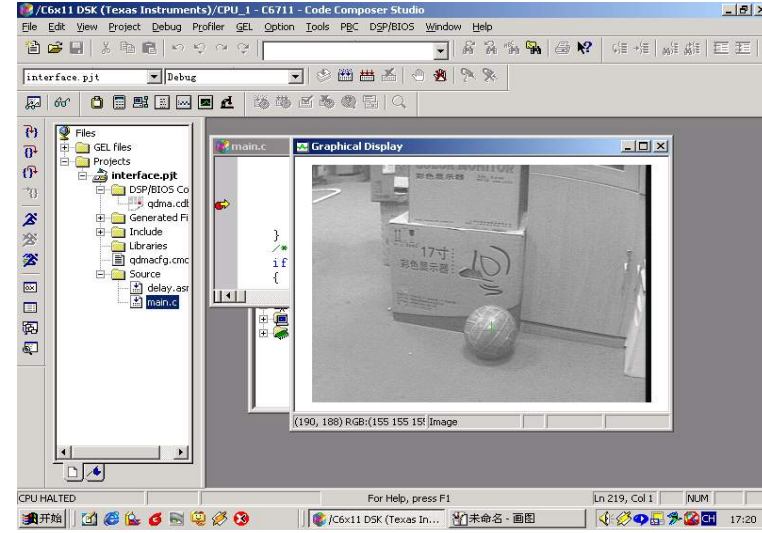 /C6x11 DSK (Texas Instruments)/CPU_1 - C6711 - Code Composer Studio
File Edit View Project Debug Profiler GEL Option Tools PBC DSP/BIOS Window Help
interface.pjt Debug
Files
GEL files
Projects
interface.pjt
DSP/BIOS Co
qdma.cdb
Generated Fi
Include
Libraries
qdmacfg.cmd
Source
delay.asm
main.c
main.c
}
/*
if
{
Graphical Display
COLOR MONITOR
彩色显示器
17寸
彩色显示器
(190, 188) RGB:(155 155 155 Image
CPU HALTED
For Help, press F1
Ln 219, Col 1
NUM
开始
/C6x11 DSK (Texas In...
未命名 - 画图
CH
17:20